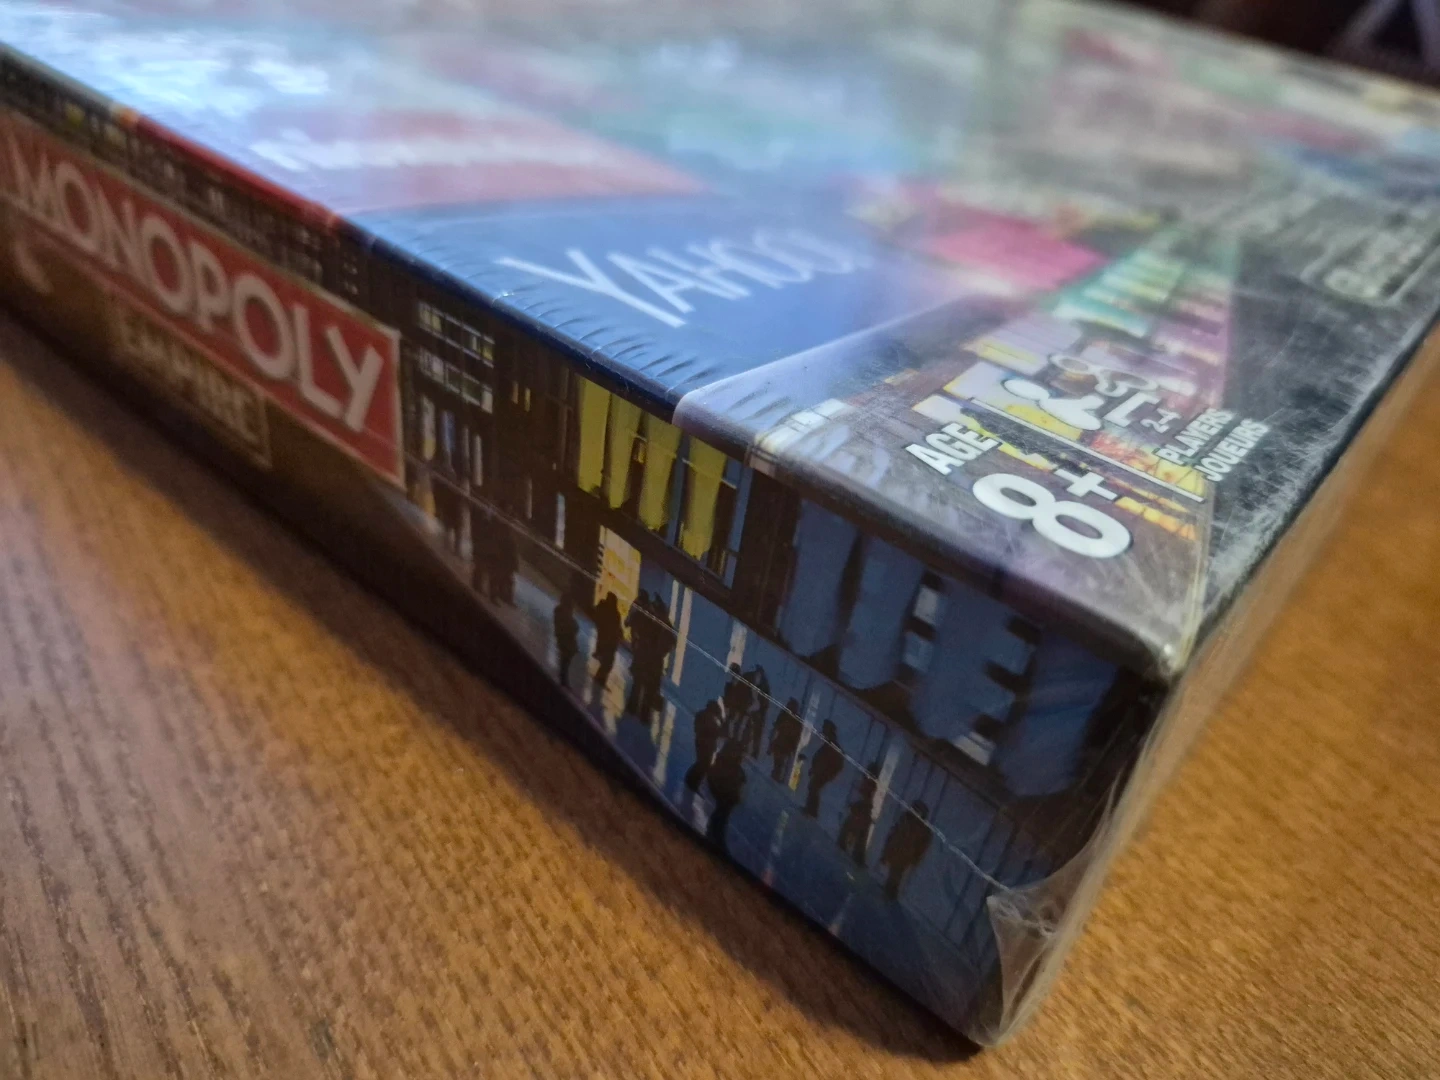 YAHOO!
MONOPOLY
EMPIRE
AGE
8+
2-4
PLAYERS
JOUEURS